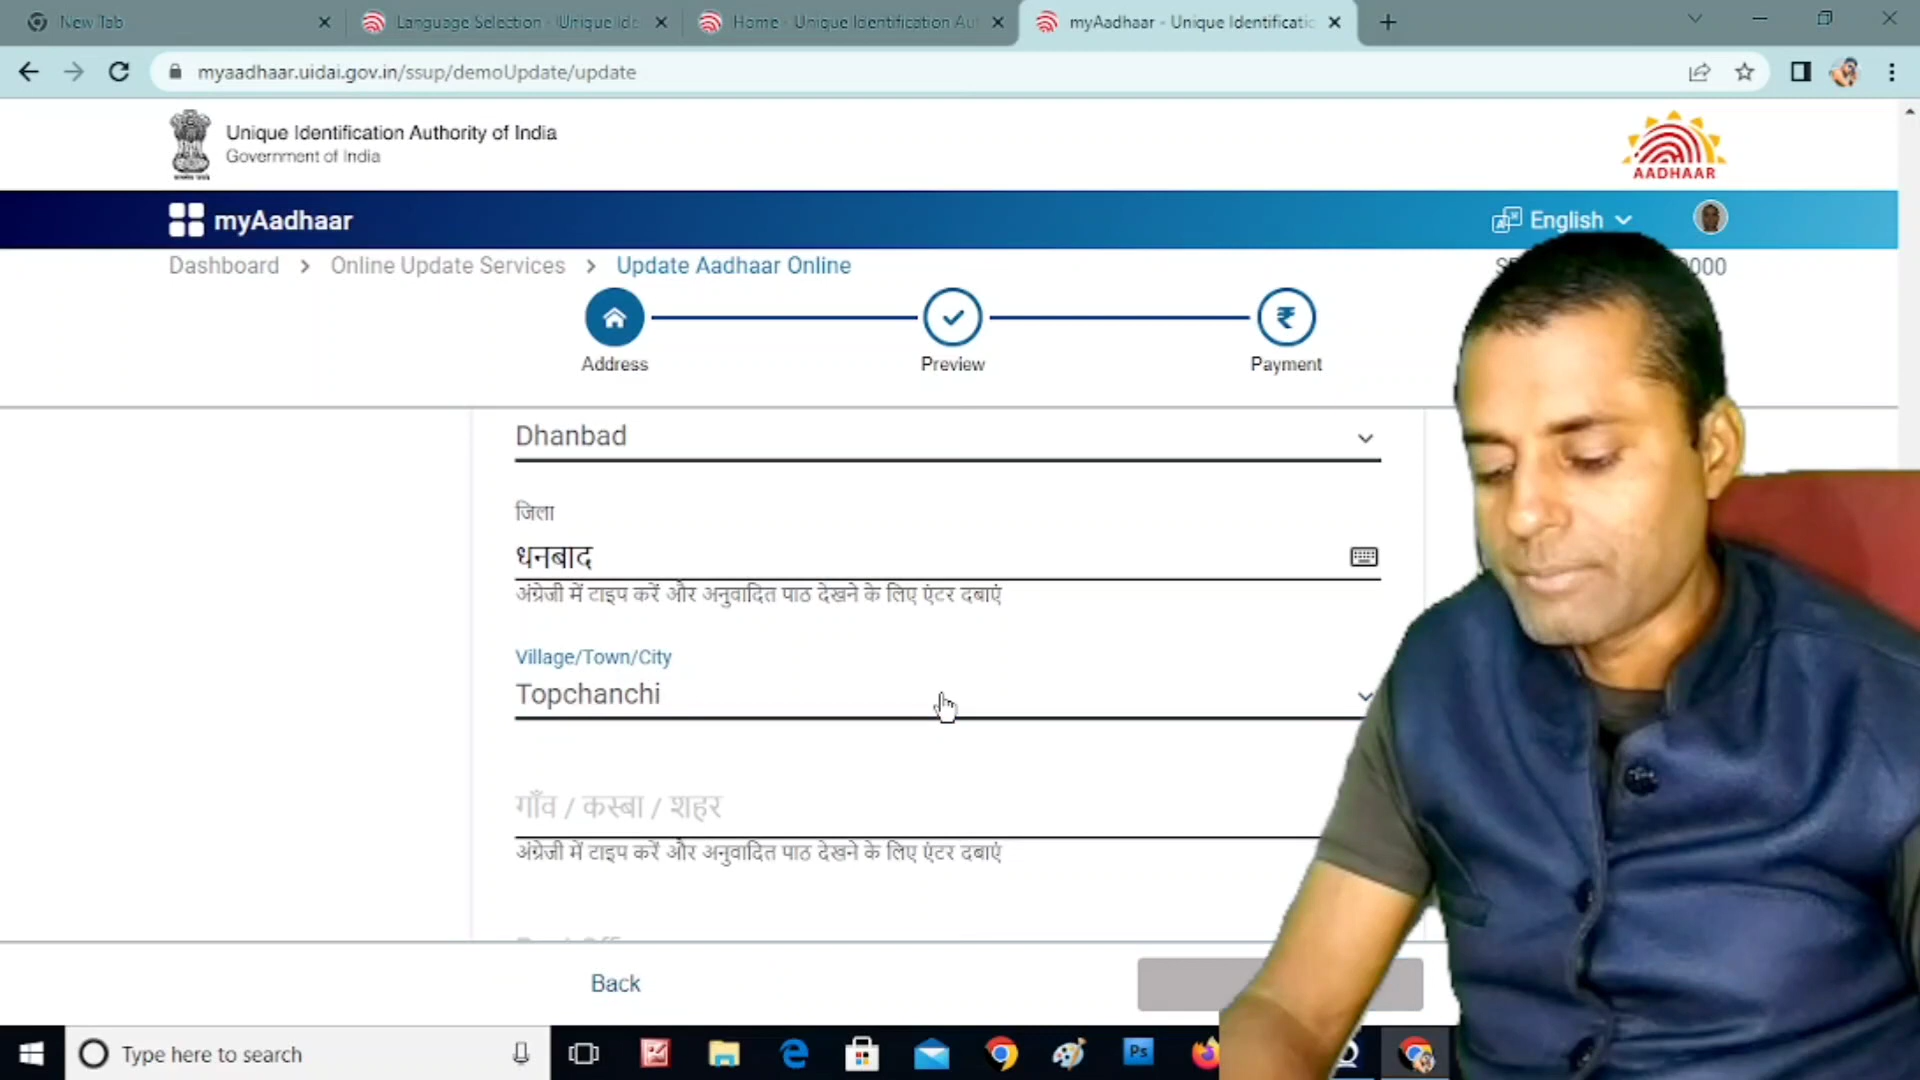 New Tab
Language Selection - Unique Ide
Home - Unique Identification Au
myAadhaar - Unique Identificatio
myaadhaar.uidai.gov.in/ssup/demoUpdate/update
Unique Identification Authority of India
Government of India
AADHAAR
myAadhaar
English
Dashboard > Online Update Services > Update Aadhaar Online
0000
Address
Preview
₹
Payment
Dhanbad
जिला
धनबाद
अंग्रेजी में टाइप करें और अनुवादित पाठ देखने के लिए एंटर दबाएं
Village/Town/City
Topchanchi
गाँव / कस्बा / शहर
अंग्रेजी में टाइप करें और अनुवादित पाठ देखने के लिए एंटर दबाएं
Back
Type here to search
Ps